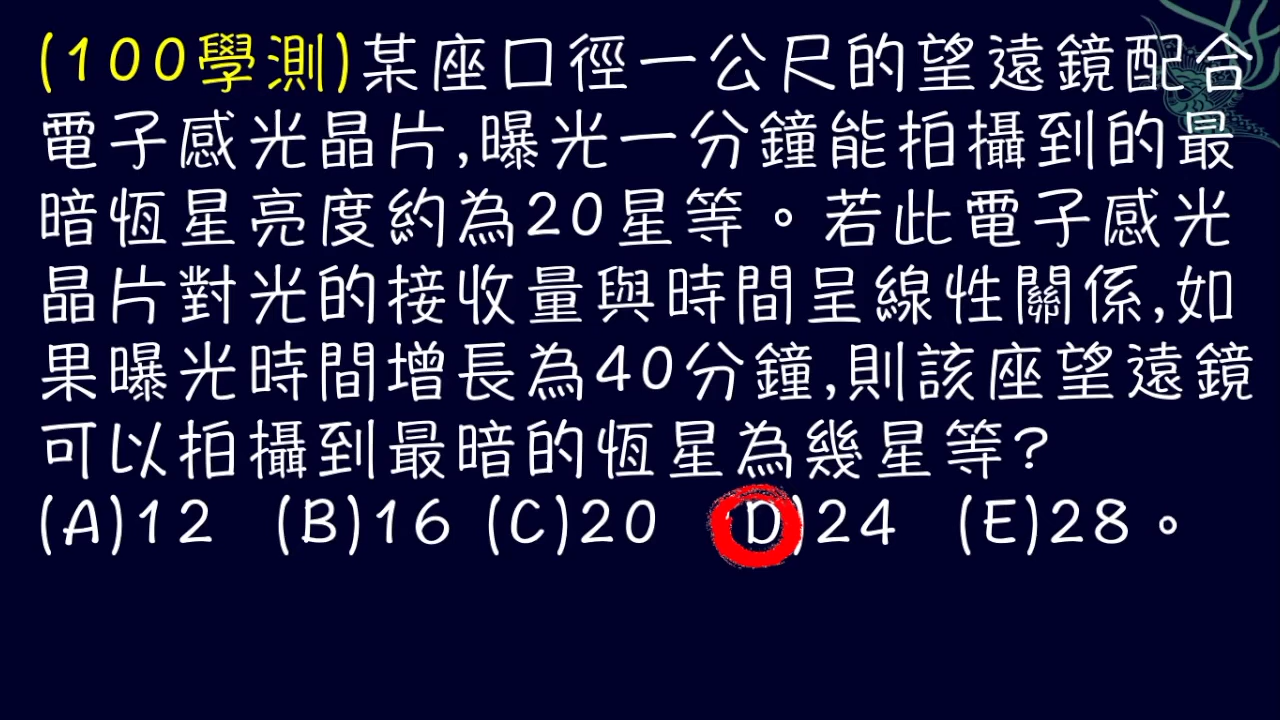 (100學測)某座口徑一公尺的望遠鏡配合
電子感光晶片,曝光一分鐘能拍攝到的最
暗恆星亮度約為20星等。若此電子感光
晶片對光的接收量與時間呈線性關係,如
果曝光時間增長為40分鐘,則該座望遠鏡
可以拍攝到最暗的恆星為幾星等?
(A)12 (B)16 (C)20 (D)24 (E)28。